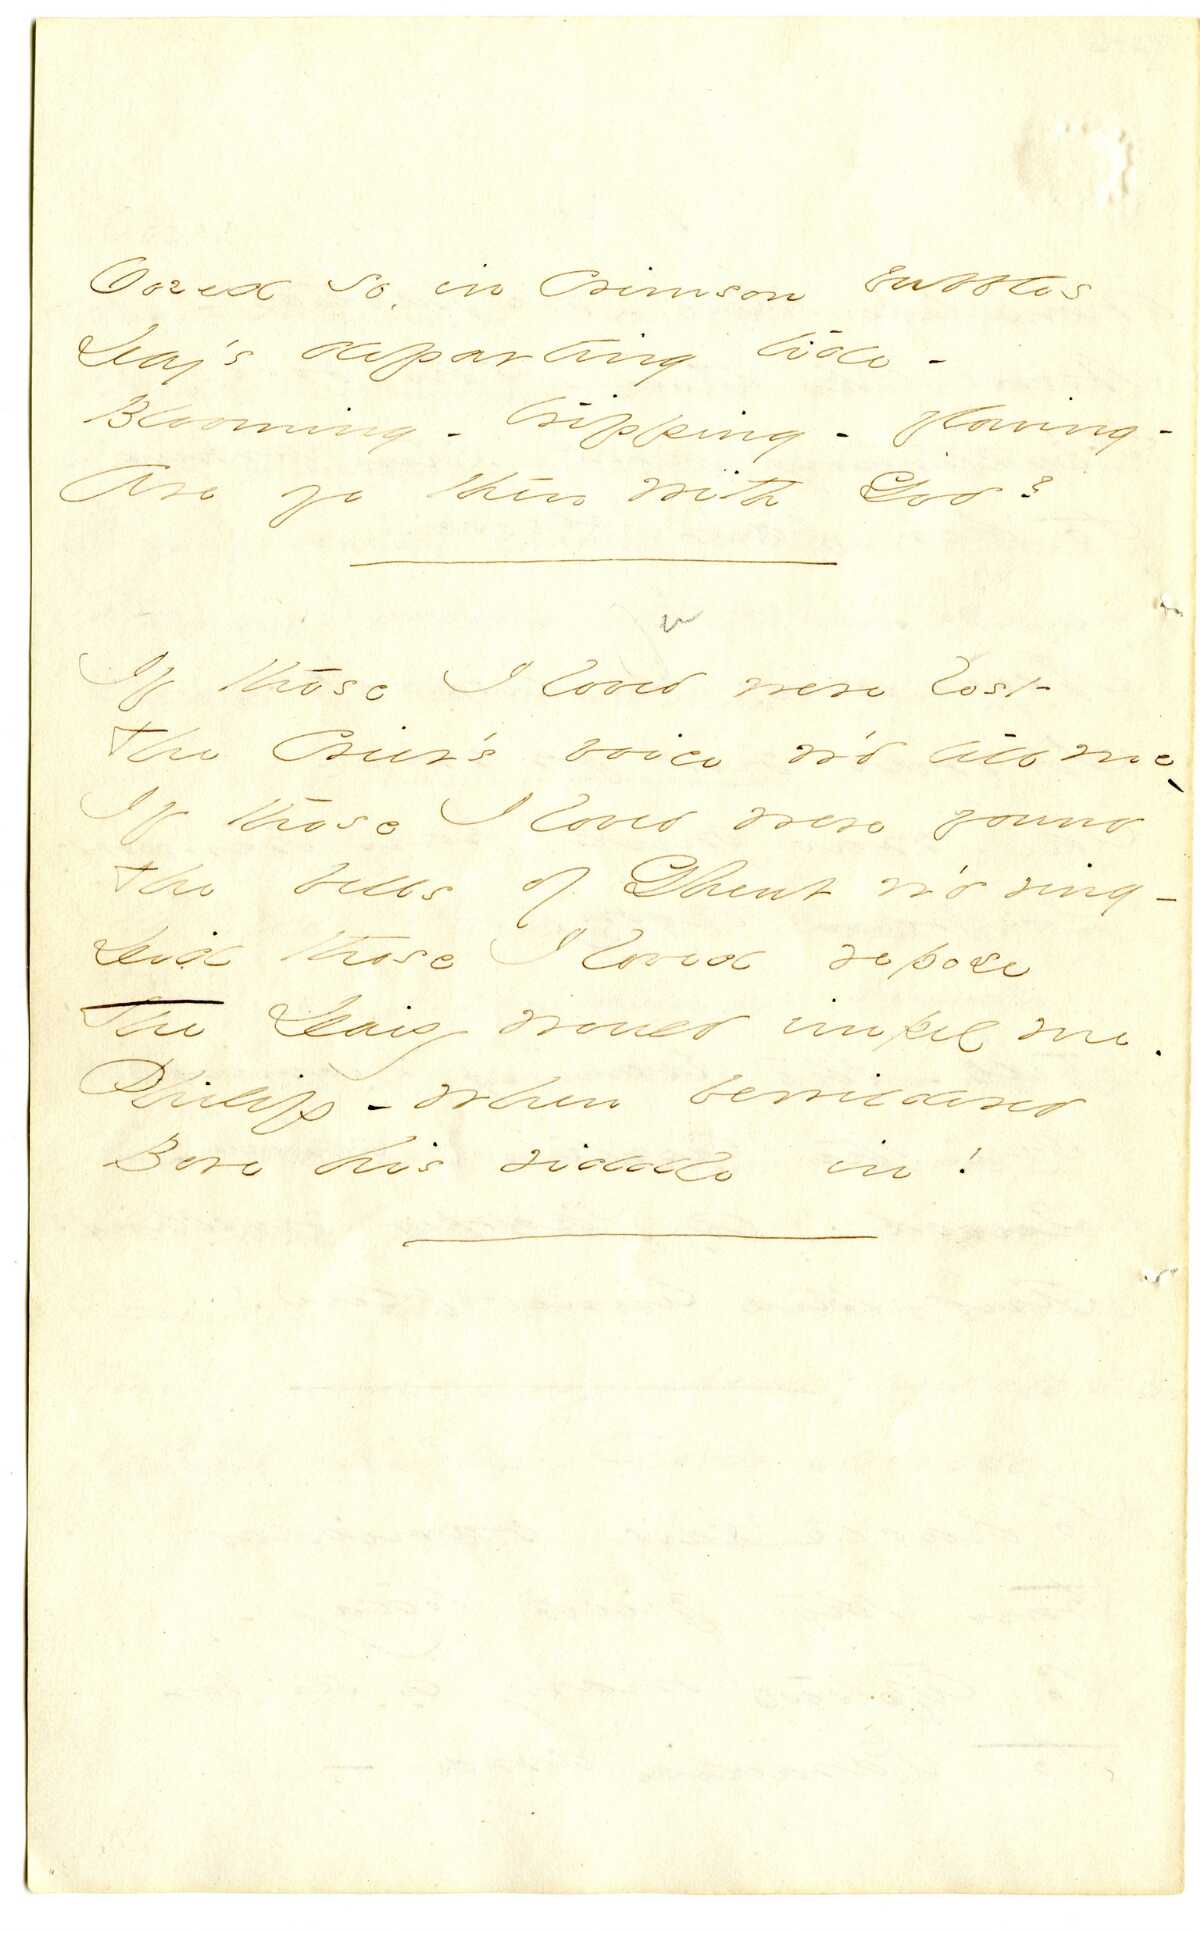 Oozed so, in Crimson bubbles
Day's departing tide -
Blooming - tripping - flowing -
Are ye then with God?
If those I loved were lost
The Crier's voice w'd tell me,
If those I loved were found
The bells of Ghent w'd ring -
Did those I loved repose
The Daisy would impel me.
Philip - when bewildered
Bore his riddle in!